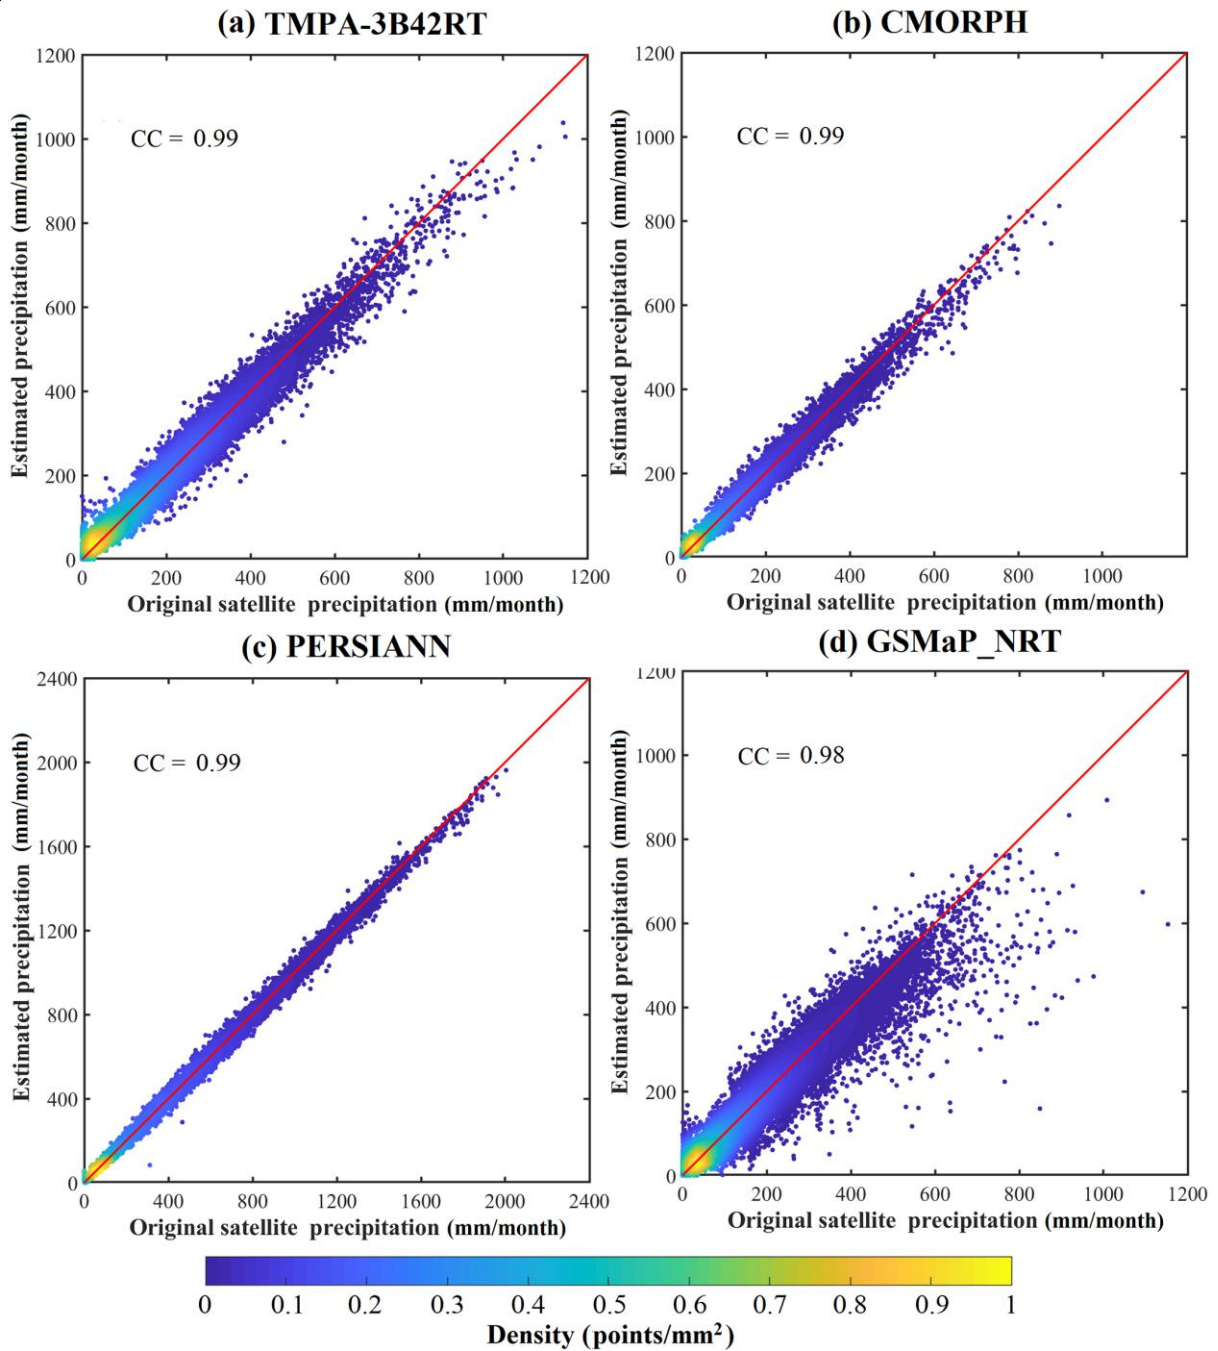 (a) TMPA-3B42RT
1200
1000
800
600
400
200
0
Estimated precipitation (mm/month)
CC = 0.99
0 200 400 600 800 1000 1200
Original satellite precipitation (mm/month)
(b) CMORPH
1200
1000
800
600
400
200
0
Estimated precipitation (mm/month)
CC = 0.99
0 200 400 600 800 1000
Original satellite precipitation (mm/month)
(c) PERSIANN
2400
2000
1600
1200
800
400
0
Estimated precipitation (mm/month)
CC = 0.99
0 400 800 1200 1600 2000 2400
Original satellite precipitation (mm/month)
(d) GSMaP_NRT
1200
1000
800
600
400
200
0
Estimated precipitation (mm/month)
CC = 0.98
0 200 400 600 800 1000 1200
Original satellite precipitation (mm/month)
0 0.1 0.2 0.3 0.4 0.5 0.6 0.7 0.8 0.9 1
Density (points/mm²)